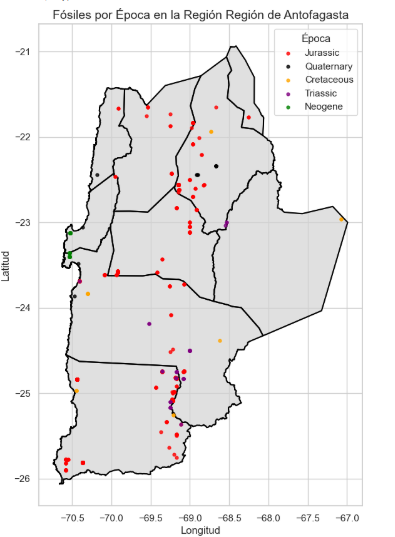 Fósiles por Época en la Región Región de Antofagasta
Época
Jurassic
Quaternary
Cretaceous
Triassic
Neogene
−21
−22
−23
−24
−25
−26
Latitud
−70.5 −70.0 −69.5 −69.0 −68.5 −68.0 −67.5 −67.0
Longitud